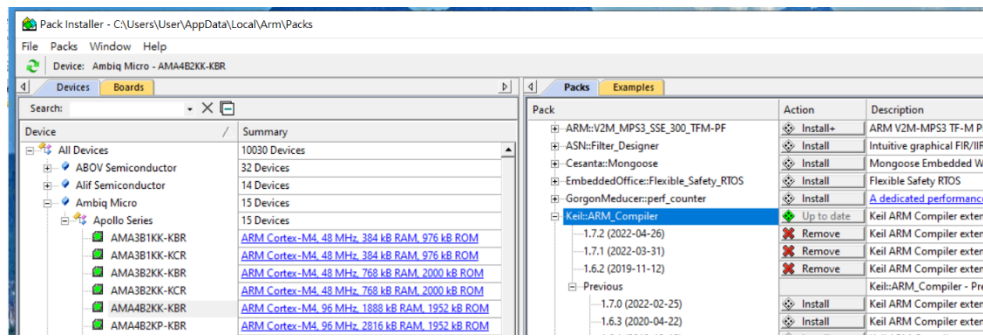 Pack Installer - C:\Users\User\AppData\Local\Arm\Packs
File Packs Window Help
Device: Ambiq Micro - AMA4B2KK-KBR
Devices Boards
Search:
Device / Summary
All Devices 10030 Devices
ABOV Semiconductor 32 Devices
Alif Semiconductor 14 Devices
Ambiq Micro 15 Devices
Apollo Series 15 Devices
AMA3B1KK-KBR ARM Cortex-M4, 48 MHz, 384 kB RAM, 976 kB ROM
AMA3B1KK-KCR ARM Cortex-M4, 48 MHz, 384 kB RAM, 976 kB ROM
AMA3B2KK-KBR ARM Cortex-M4, 48 MHz, 768 kB RAM, 2000 kB ROM
AMA3B2KK-KCR ARM Cortex-M4, 48 MHz, 768 kB RAM, 2000 kB ROM
AMA4B2KK-KBR ARM Cortex-M4, 96 MHz, 1888 kB RAM, 1952 kB ROM
AMA4B2KP-KBR ARM Cortex-M4, 96 MHz, 2816 kB RAM, 1952 kB ROM
Packs Examples
Pack Action Description
ARM::V2M_MPS3_SSE_300_TFM-PF Install+ ARM V2M-MPS3 TF-M P
ASN::Filter_Designer Install Intuitive graphical FIR/IIR
Cesanta::Mongoose Install Mongoose Embedded W
EmbeddedOffice::Flexible_Safety_RTOS Install Flexible Safety RTOS
GorgonMeducer::perf_counter Install A dedicated performance
Keil::ARM_Compiler Up to date Keil ARM Compiler exten
1.7.2 (2022-04-26) Remove Keil ARM Compiler exten
1.7.1 (2022-03-31) Remove Keil ARM Compiler exten
1.6.2 (2019-11-12) Remove Keil ARM Compiler exten
Previous Keil::ARM_Compiler - Pre
1.7.0 (2022-02-25) Install Keil ARM Compiler exten
1.6.3 (2020-04-22) Install Keil ARM Compiler exten